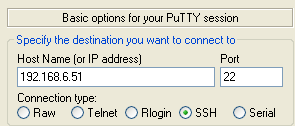 Basic options for your PuTTY session
Specify the destination you want to connect to
Host Name (or IP address) Port
192.168.6.51 22
Connection type:
Raw Telnet Rlogin SSH Serial